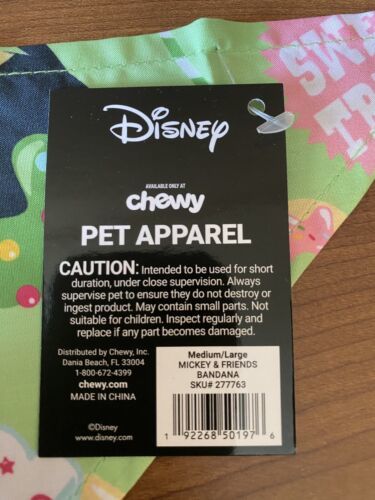 SWE
TR
Disney
AVAILABLE ONLY AT
chewy
PET APPAREL
CAUTION: Intended to be used for short
duration, under close supervision. Always
supervise pet to ensure they do not destroy or
ingest product. May contain small parts. Not
suitable for children. Inspect regularly and
replace if any part becomes damaged.
Distributed by Chewy, Inc.
Dania Beach, FL 33004
1-800-672-4399
chewy.com
MADE IN CHINA
©Disney
www.disney.com
Medium/Large
MICKEY & FRIENDS
BANDANA
SKU# 277763
1 92268 50197 6